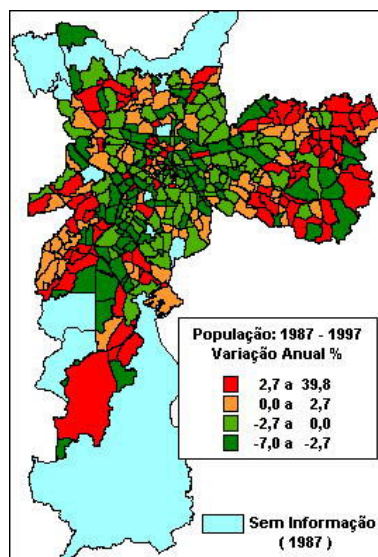 População: 1987 - 1997
Variação Anual %
2,7 a 39,8
0,0 a 2,7
-2,7 a 0,0
-7,0 a -2,7
Sem Informação
( 1987 )